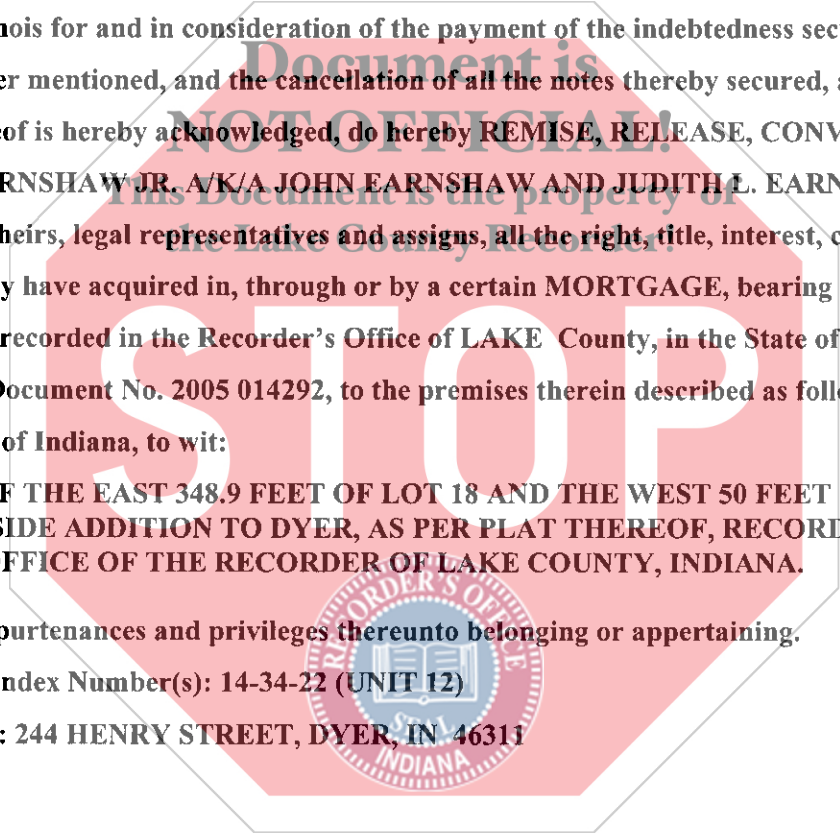 nois for and in consideration of the payment of the indebtedness sec
er mentioned, and the cancellation of all the notes thereby secured, a
eof is hereby acknowledged, do hereby REMISE, RELEASE, CONV
RNSHAW JR. A/K/A JOHN EARNSHAW AND JUDITH L. EARN
heirs, legal representatives and assigns, all the right, title, interest, c
y have acquired in, through or by a certain MORTGAGE, bearing
recorded in the Recorder's Office of LAKE County, in the State of
Document No. 2005 014292, to the premises therein described as foll
of Indiana, to wit:
F THE EAST 348.9 FEET OF LOT 18 AND THE WEST 50 FEET
SIDE ADDITION TO DYER, AS PER PLAT THEREOF, RECORD
FFICE OF THE RECORDER OF LAKE COUNTY, INDIANA.
purtenances and privileges thereunto belonging or appertaining.
ndex Number(s): 14-34-22 (UNIT 12)
: 244 HENRY STREET, DYER, IN 46311
Document is
NOT OFFICIAL!
This Document is the property of
the Lake County Recorder!
STOP
RECORDER'S OFFICE
SEAL
INDIANA